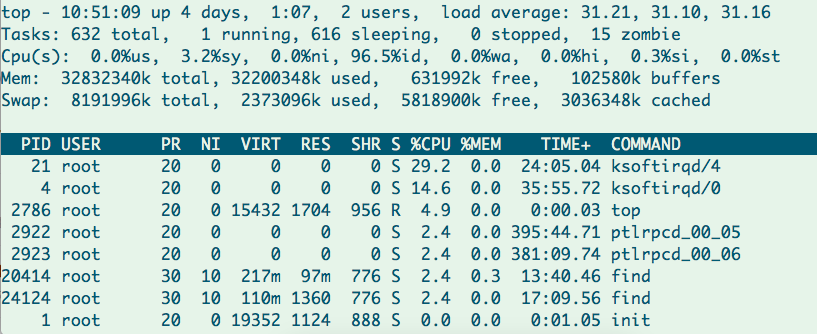 top - 10:51:09 up 4 days,  1:07,  2 users,  load average: 31.21, 31.10, 31.16
Tasks: 632 total,   1 running, 616 sleeping,   0 stopped,  15 zombie
Cpu(s):  0.0%us,  3.2%sy,  0.0%ni, 96.5%id,  0.0%wa,  0.0%hi,  0.3%si,  0.0%st
Mem:  32832340k total, 32200348k used,   631992k free,   102580k buffers
Swap:  8191996k total,  2373096k used,  5818900k free,  3036348k cached
PID USER      PR  NI  VIRT  RES  SHR S %CPU %MEM    TIME+  COMMAND
21 root      20   0     0    0    0 S 29.2  0.0  24:05.04 ksoftirqd/4
4 root      20   0     0    0    0 S 14.6  0.0  35:55.72 ksoftirqd/0
2786 root      20   0 15432 1704  956 R  4.9  0.0   0:00.03 top
2922 root      20   0     0    0    0 S  2.4  0.0 395:44.71 ptlrpcd_00_05
2923 root      20   0     0    0    0 S  2.4  0.0 381:09.74 ptlrpcd_00_06
20414 root      30  10  217m  97m  776 S  2.4  0.3  13:40.46 find
24124 root      30  10  110m 1360  776 S  2.4  0.0  17:09.56 find
1 root      20   0 19352 1124  888 S  0.0  0.0   0:01.05 init